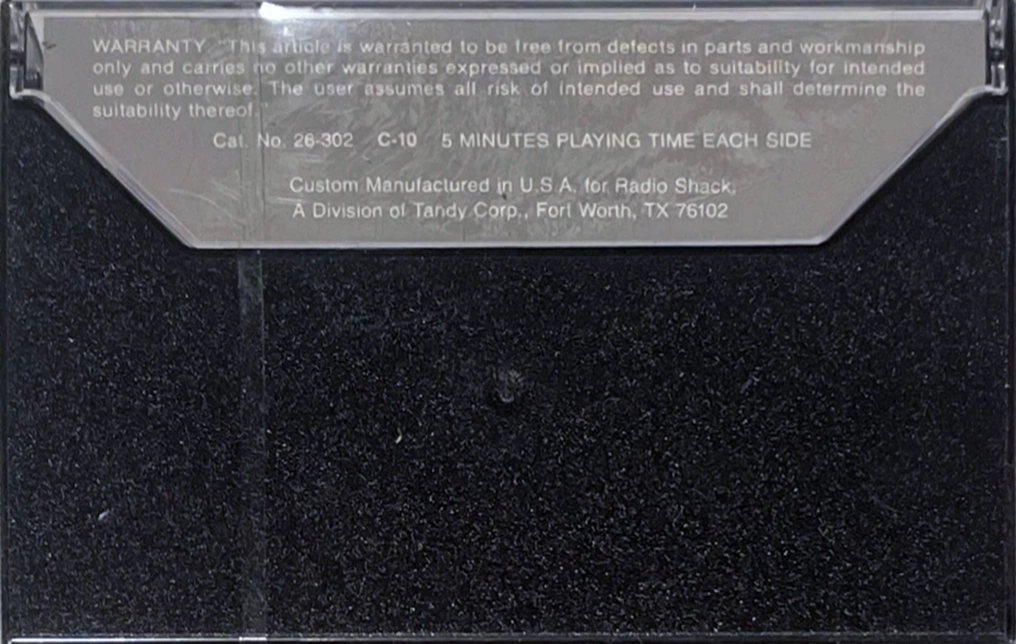 WARRANTY This article is warranted to be free from defects in parts and workmanship
only and carries no other warranties expressed or implied as to suitability for intended
use or otherwise. The user assumes all risk of intended use and shall determine the
suitability thereof.
Cat. No. 26-302 C-10 5 MINUTES PLAYING TIME EACH SIDE
Custom Manufactured in U.S.A. for Radio Shack,
A Division of Tandy Corp., Fort Worth, TX 76102